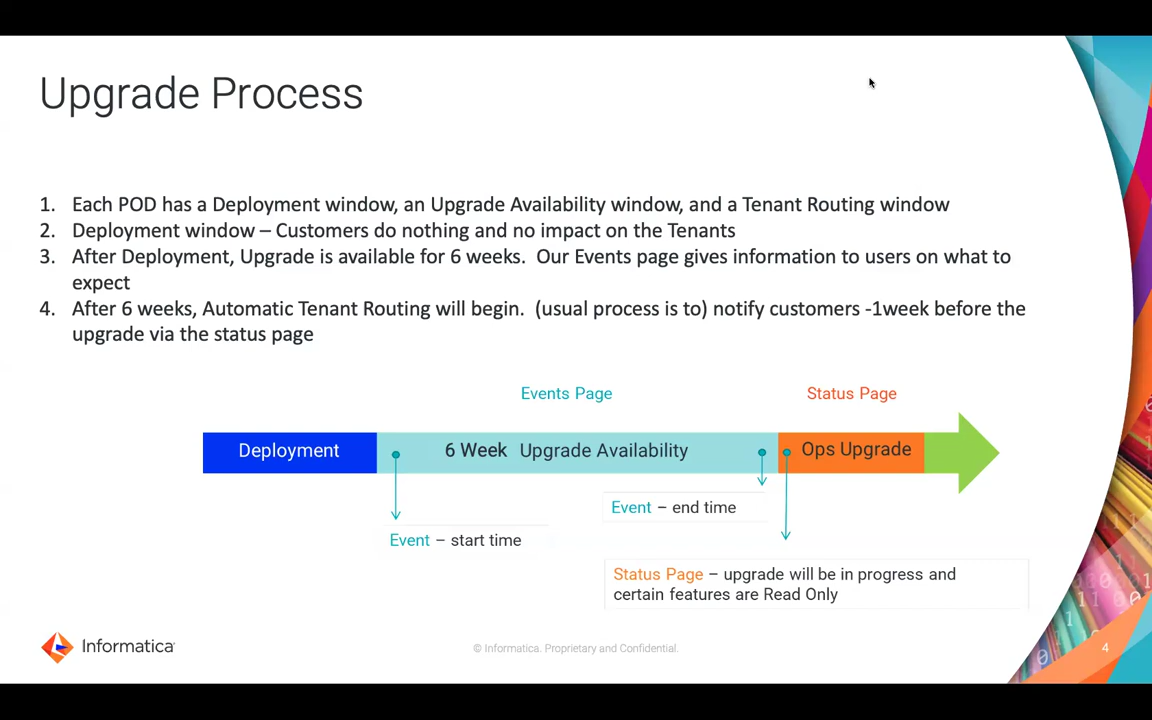 Upgrade Process
1. Each POD has a Deployment window, an Upgrade Availability window, and a Tenant Routing window
2. Deployment window – Customers do nothing and no impact on the Tenants
3. After Deployment, Upgrade is available for 6 weeks. Our Events page gives information to users on what to
expect
4. After 6 weeks, Automatic Tenant Routing will begin. (usual process is to) notify customers -1week before the
upgrade via the status page
Events Page
Status Page
Deployment
6 Week Upgrade Availability
Ops Upgrade
Event – end time
Event – start time
Status Page – upgrade will be in progress and
certain features are Read Only
Informatica
© Informatica. Proprietary and Confidential.
4